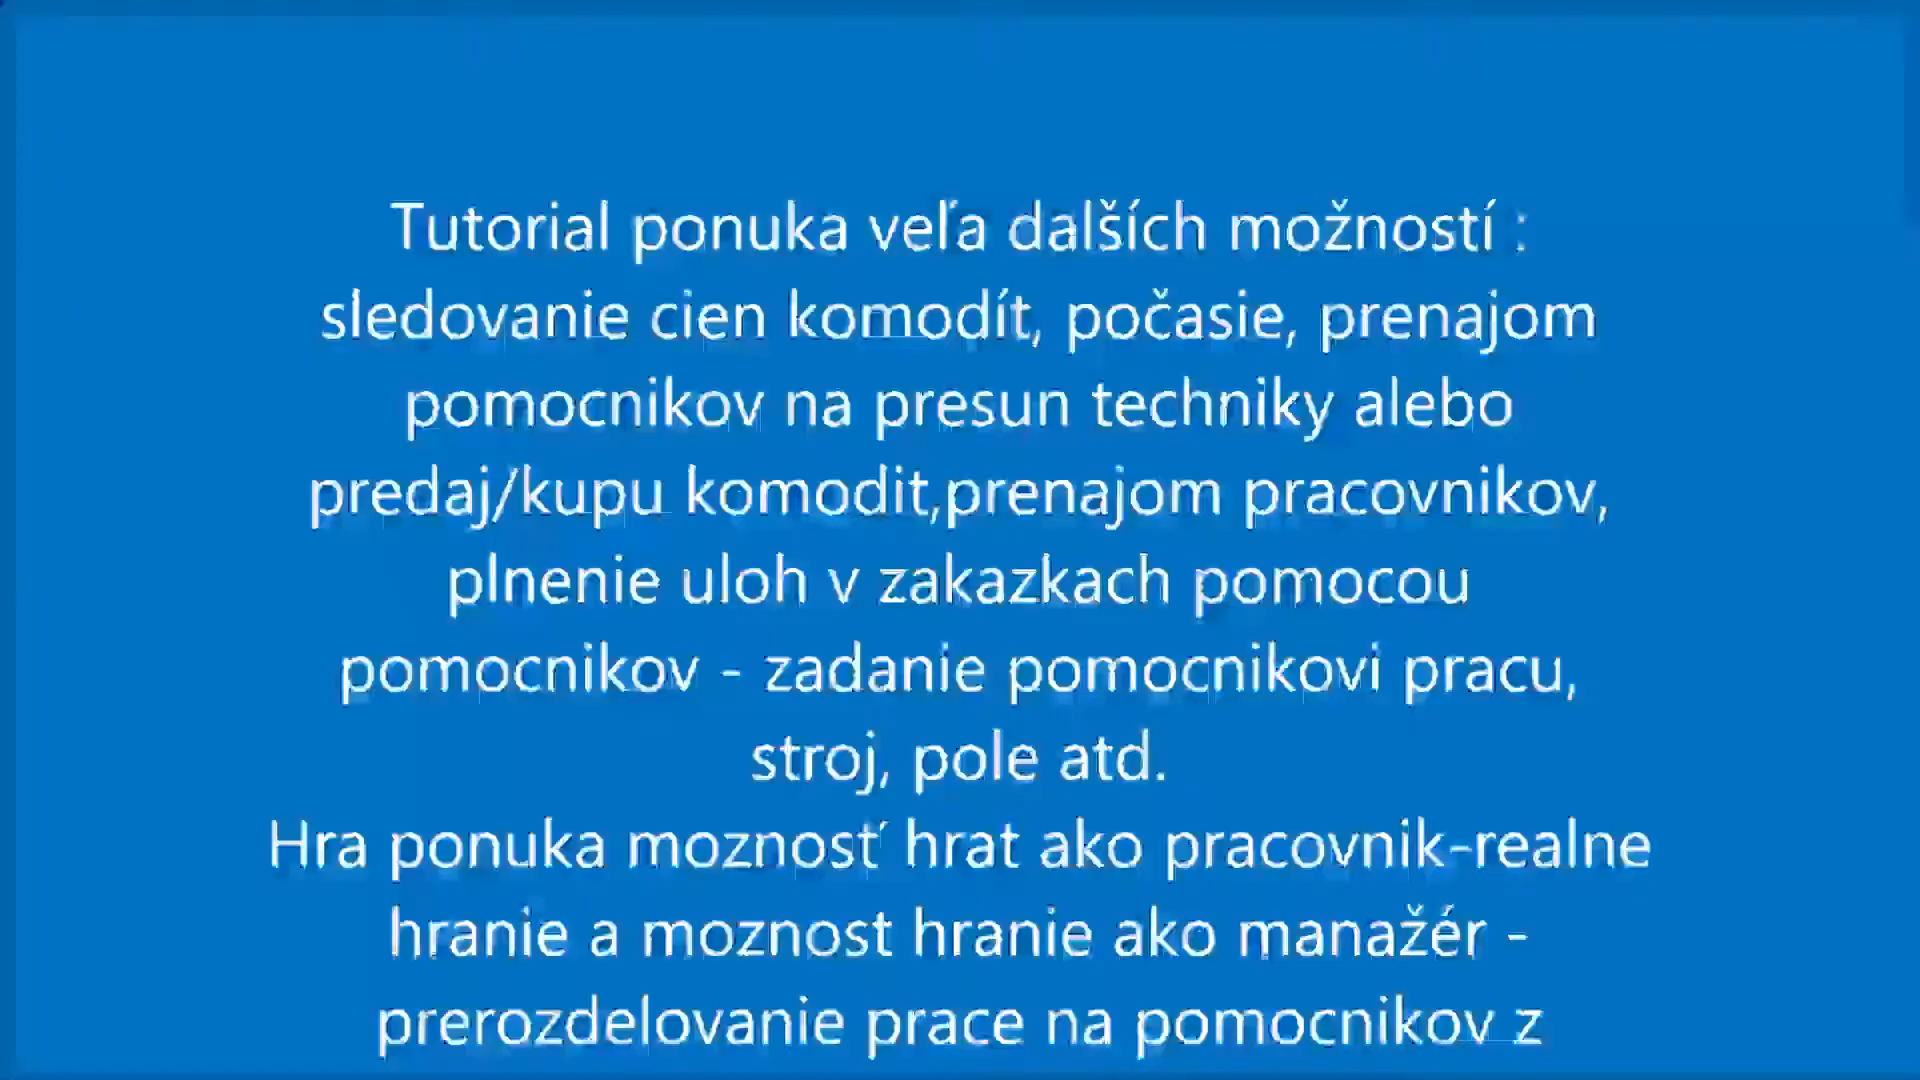 Tutorial ponuka veľa dalších možností :
sledovanie cien komodít, počasie, prenajom
pomocnikov na presun techniky alebo
predaj/kupu komodit,prenajom pracovnikov,
plnenie uloh v zakazkach pomocou
pomocnikov - zadanie pomocnikovi pracu,
stroj, pole atd.
Hra ponuka moznosť hrat ako pracovnik-realne
hranie a moznost hranie ako manažér -
prerozdelovanie prace na pomocnikov z